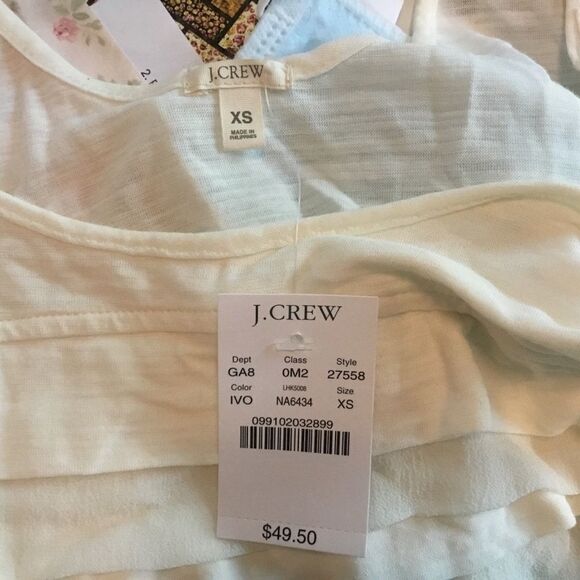 2.
J.CREW
XS
MADE IN
PHILIPPINES
J.CREW
Dept Class Style
GA8 0M2 27558
Color LHK5008 Size
IVO NA6434 XS
099102032899
$49.50